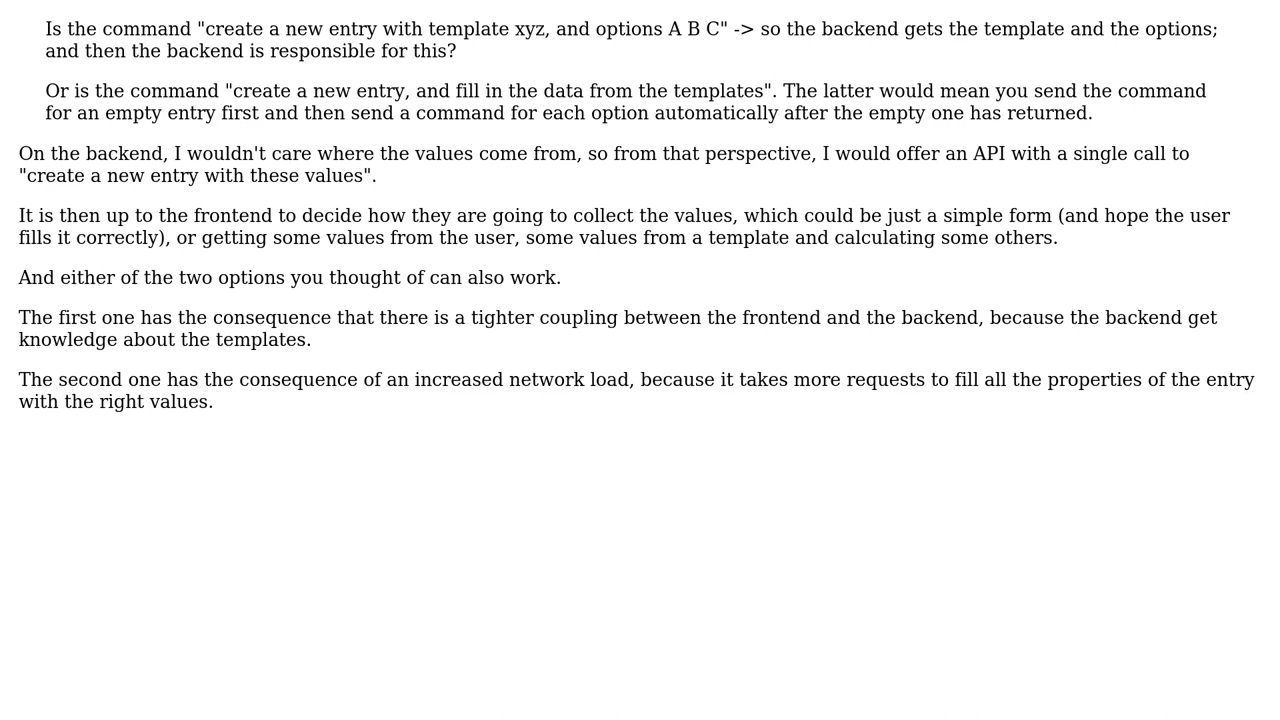 Is the command "create a new entry with template xyz, and options A B C" -> so the backend gets the template and the options;
and then the backend is responsible for this?
Or is the command "create a new entry, and fill in the data from the templates". The latter would mean you send the command
for an empty entry first and then send a command for each option automatically after the empty one has returned.
On the backend, I wouldn't care where the values come from, so from that perspective, I would offer an API with a single call to
"create a new entry with these values".
It is then up to the frontend to decide how they are going to collect the values, which could be just a simple form (and hope the user
fills it correctly), or getting some values from the user, some values from a template and calculating some others.
And either of the two options you thought of can also work.
The first one has the consequence that there is a tighter coupling between the frontend and the backend, because the backend get
knowledge about the templates.
The second one has the consequence of an increased network load, because it takes more requests to fill all the properties of the entry
with the right values.